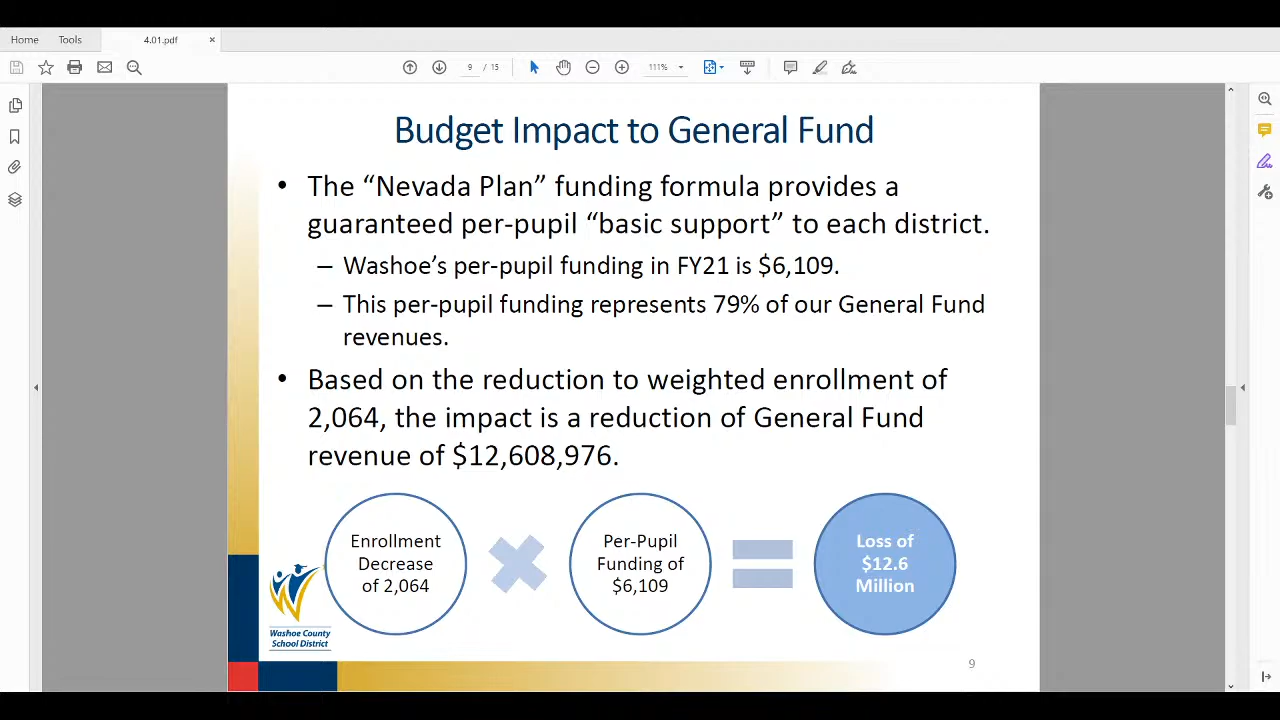 Home Tools 4.01.pdf ×
9 / 15 111%
Budget Impact to General Fund
• The “Nevada Plan” funding formula provides a
guaranteed per-pupil “basic support” to each district.
– Washoe’s per-pupil funding in FY21 is $6,109.
– This per-pupil funding represents 79% of our General Fund
revenues.
• Based on the reduction to weighted enrollment of
2,064, the impact is a reduction of General Fund
revenue of $12,608,976.
Enrollment
Decrease
of 2,064
Per-Pupil
Funding of
$6,109
Loss of
$12.6
Million
Washoe County
School District
9